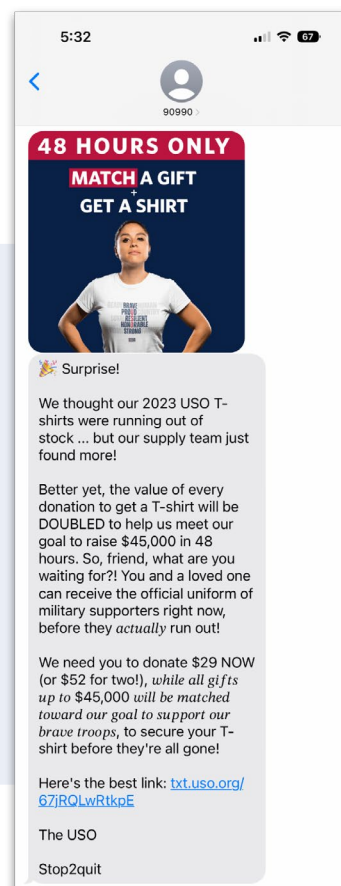 5:32
67
90990
48 HOURS ONLY
MATCH A GIFT
+
GET A SHIRT
BRAVE
PROUD
RESILIENT
HONORABLE
STRONG
🎉 Surprise!
We thought our 2023 USO T-
shirts were running out of
stock ... but our supply team just
found more!
Better yet, the value of every
donation to get a T-shirt will be
DOUBLED to help us meet our
goal to raise $45,000 in 48
hours. So, friend, what are you
waiting for?! You and a loved one
can receive the official uniform of
military supporters right now,
before they actually run out!
We need you to donate $29 NOW
(or $52 for two!), while all gifts
up to $45,000 will be matched
toward our goal to support our
brave troops, to secure your T-
shirt before they're all gone!
Here's the best link: txt.uso.org/
67jRQLwRtkpE
The USO
Stop2quit